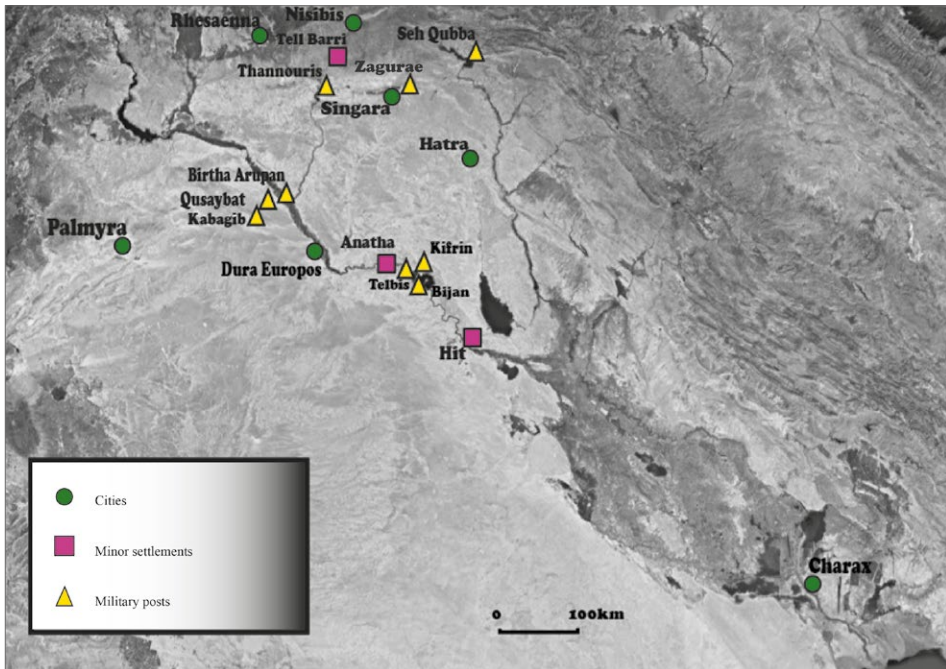 Nisibis
Rhesaenna
Tell Barri
Seh Qubba
Thannouris
Zagurae
Singara
Hatra
Birtha Arupan
Qusaybat
Kabagib
Palmyra
Anatha
Kifrin
Dura Europos
Telbis
Bijan
Hit
Cities
Minor settlements
Charax
Military posts
0 100km